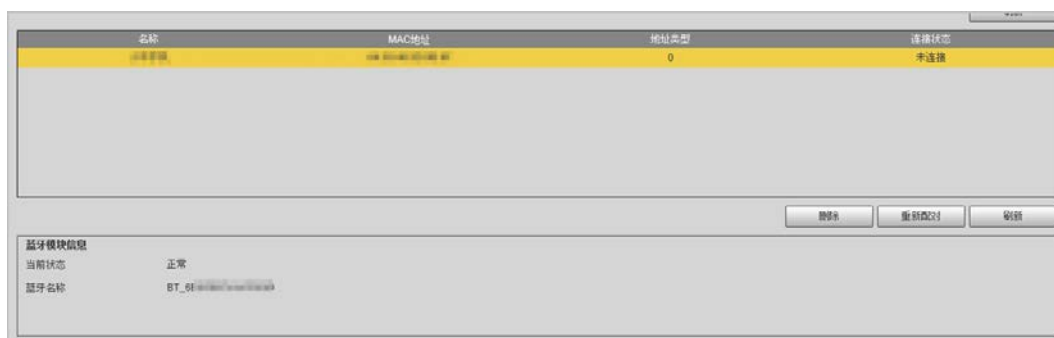 名称 MAC地址 地址类型 连接状态
0 未连接
删除 重新配对 刷新
蓝牙模块信息
当前状态 正常
蓝牙名称 BT_6